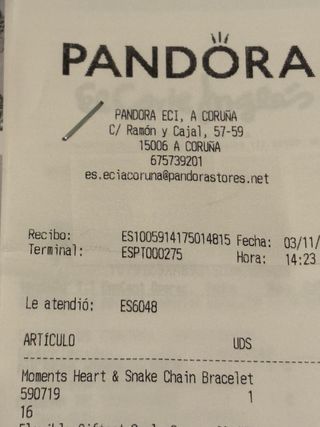 PANDORA
PANDORA ECI, A CORUÑA
C/ Ramón y Cajal, 57-59
15006 A CORUÑA
675739201
es.eciacoruna@pandorastores.net
Recibo: ES1005914175014815 Fecha: 03/11/
Terminal: ESPT000275 Hora: 14:23
Le atendió: ES6048
ARTÍCULO UDS
Moments Heart & Snake Chain Bracelet
590719 1
16